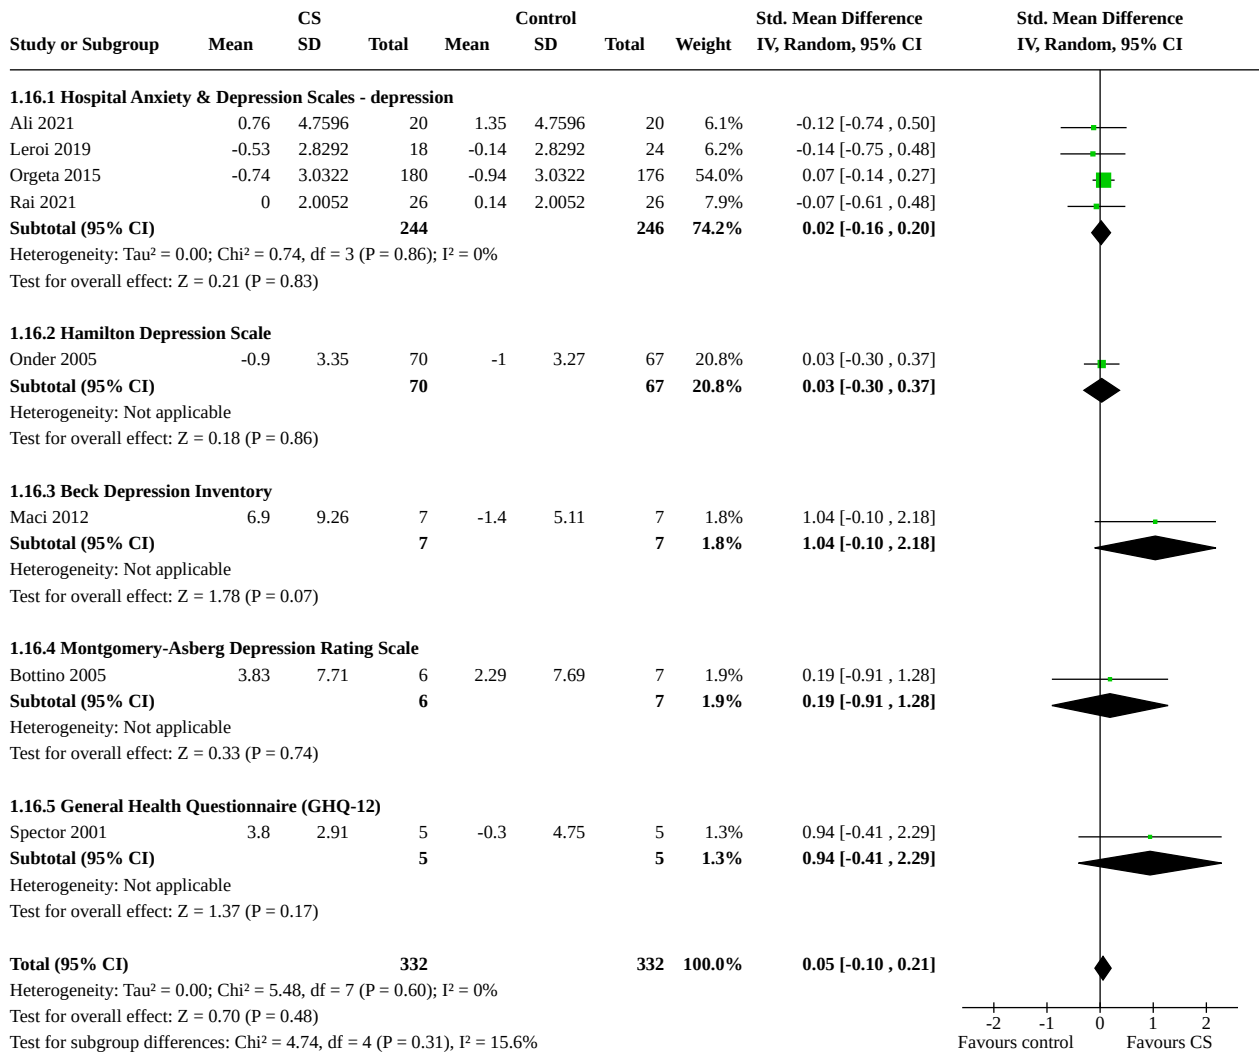 CS Control Std. Mean Difference Std. Mean Difference
Study or Subgroup Mean SD Total Mean SD Total Weight IV, Random, 95% CI IV, Random, 95% CI
1.16.1 Hospital Anxiety & Depression Scales - depression
Ali 2021 0.76 4.7596 20 1.35 4.7596 20 6.1% -0.12 [-0.74 , 0.50]
Leroi 2019 -0.53 2.8292 18 -0.14 2.8292 24 6.2% -0.14 [-0.75 , 0.48]
Orgeta 2015 -0.74 3.0322 180 -0.94 3.0322 176 54.0% 0.07 [-0.14 , 0.27]
Rai 2021 0 2.0052 26 0.14 2.0052 26 7.9% -0.07 [-0.61 , 0.48]
Subtotal (95% CI) 244 246 74.2% 0.02 [-0.16 , 0.20]
Heterogeneity: Tau² = 0.00; Chi² = 0.74, df = 3 (P = 0.86); I² = 0%
Test for overall effect: Z = 0.21 (P = 0.83)
1.16.2 Hamilton Depression Scale
Onder 2005 -0.9 3.35 70 -1 3.27 67 20.8% 0.03 [-0.30 , 0.37]
Subtotal (95% CI) 70 67 20.8% 0.03 [-0.30 , 0.37]
Heterogeneity: Not applicable
Test for overall effect: Z = 0.18 (P = 0.86)
1.16.3 Beck Depression Inventory
Maci 2012 6.9 9.26 7 -1.4 5.11 7 1.8% 1.04 [-0.10 , 2.18]
Subtotal (95% CI) 7 7 1.8% 1.04 [-0.10 , 2.18]
Heterogeneity: Not applicable
Test for overall effect: Z = 1.78 (P = 0.07)
1.16.4 Montgomery-Asberg Depression Rating Scale
Bottino 2005 3.83 7.71 6 2.29 7.69 7 1.9% 0.19 [-0.91 , 1.28]
Subtotal (95% CI) 6 7 1.9% 0.19 [-0.91 , 1.28]
Heterogeneity: Not applicable
Test for overall effect: Z = 0.33 (P = 0.74)
1.16.5 General Health Questionnaire (GHQ-12)
Spector 2001 3.8 2.91 5 -0.3 4.75 5 1.3% 0.94 [-0.41 , 2.29]
Subtotal (95% CI) 5 5 1.3% 0.94 [-0.41 , 2.29]
Heterogeneity: Not applicable
Test for overall effect: Z = 1.37 (P = 0.17)
Total (95% CI) 332 332 100.0% 0.05 [-0.10 , 0.21]
Heterogeneity: Tau² = 0.00; Chi² = 5.48, df = 7 (P = 0.60); I² = 0%
Test for overall effect: Z = 0.70 (P = 0.48)
Test for subgroup differences: Chi² = 4.74, df = 4 (P = 0.31), I² = 15.6%
-2 -1 0 1 2
Favours control Favours CS